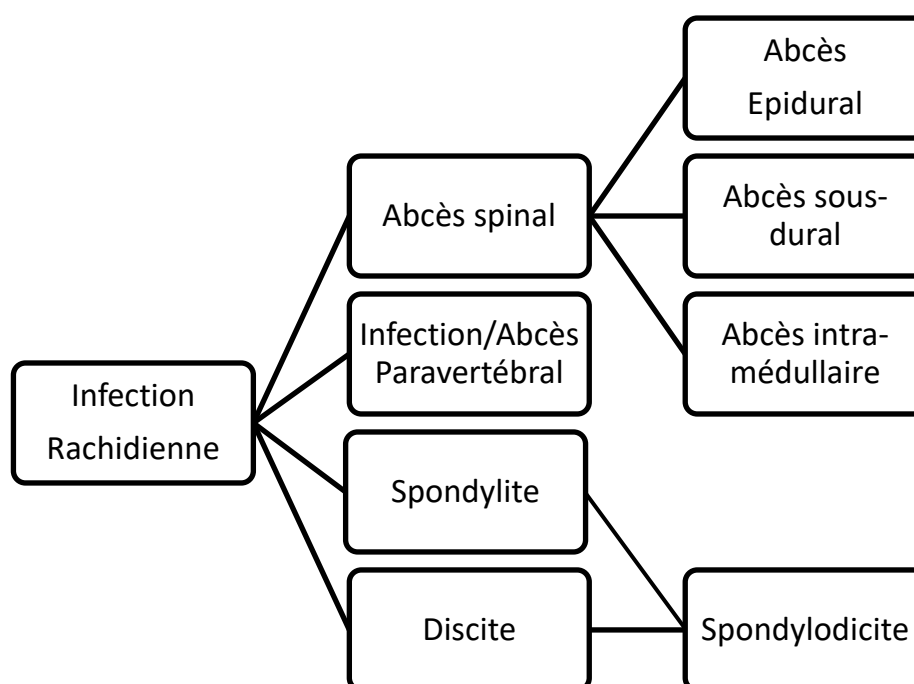 Abcès
Epidural
Abcès spinal
Abcès sous-
dural
Infection/Abcès
Paravertébral
Abcès intra-
médullaire
Infection
Rachidienne
Spondylite
Discite
Spondylodicite